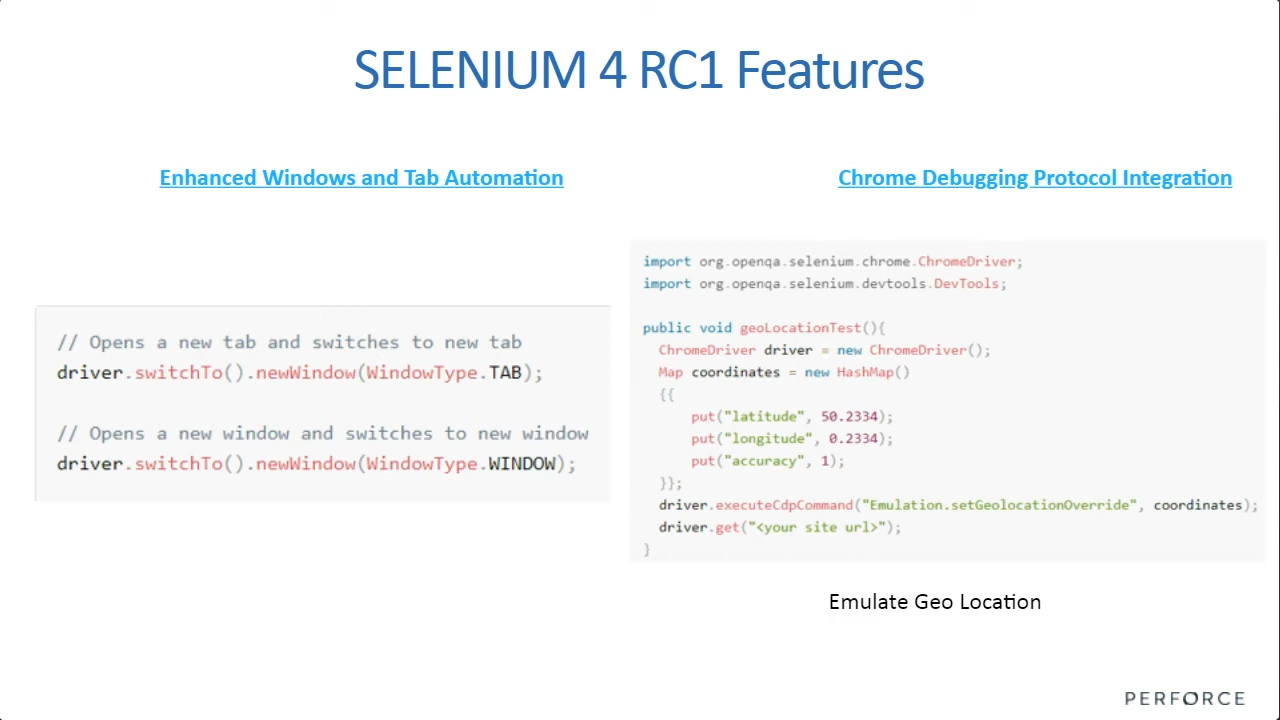 SELENIUM 4 RC1 Features
Enhanced Windows and Tab Automation
// Opens a new tab and switches to new tab
driver.switchTo().newWindow(WindowType.TAB);
// Opens a new window and switches to new window
driver.switchTo().newWindow(WindowType.WINDOW);
Chrome Debugging Protocol Integration
import org.openqa.selenium.chrome.ChromeDriver;
import org.openqa.selenium.devtools.DevTools;
public void geoLocationTest(){
ChromeDriver driver = new ChromeDriver();
Map coordinates = new HashMap()
{{
put("latitude", 50.2334);
put("longitude", 0.2334);
put("accuracy", 1);
}};
driver.executeCdpCommand("Emulation.setGeolocationOverride", coordinates);
driver.get("<your site url>");
}
Emulate Geo Location
PERFORCE